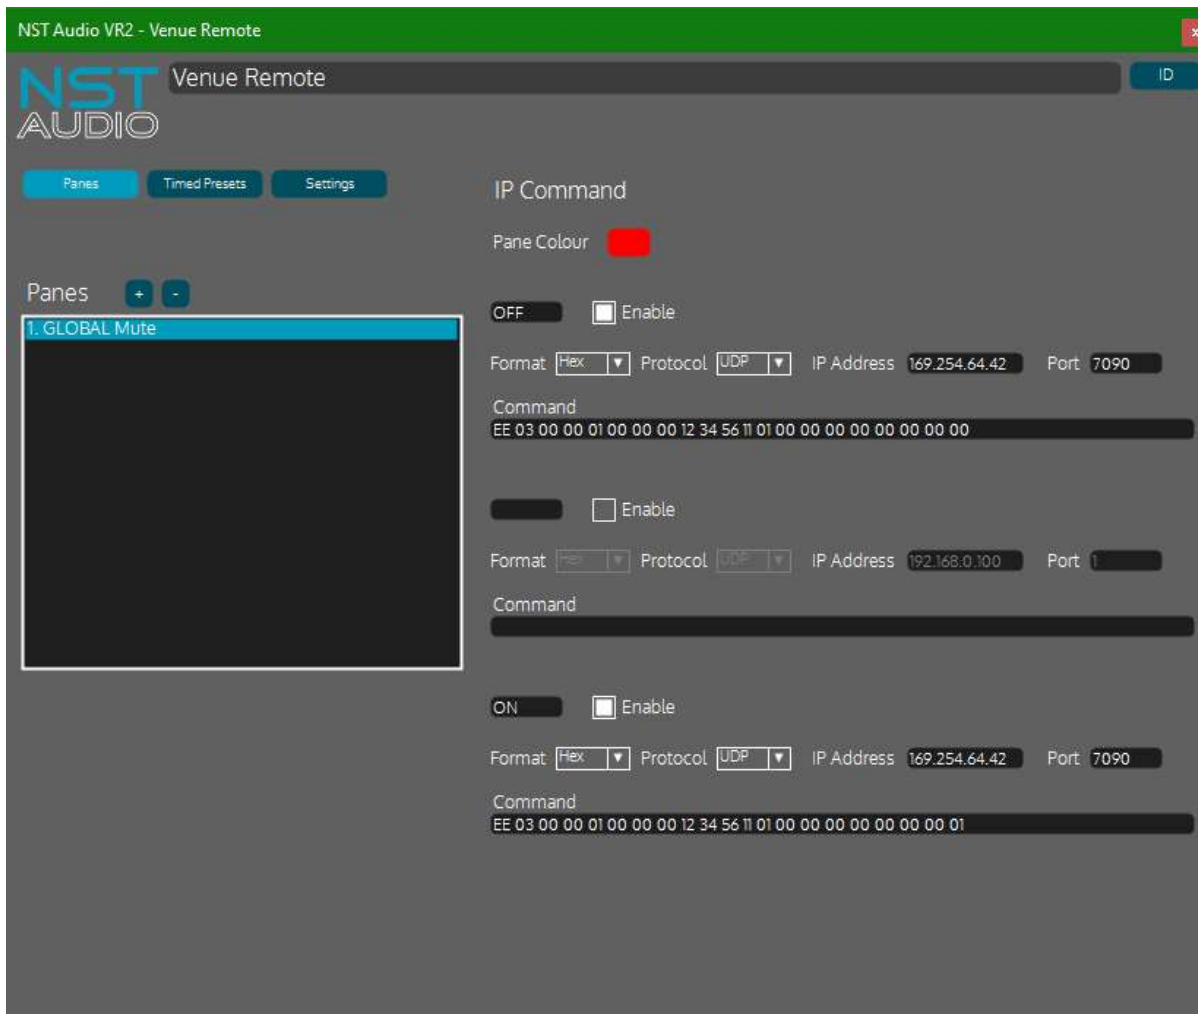 NST Audio VR2 - Venue Remote
x
NST
AUDIO
Venue Remote
ID
Panes
Timed Presets
Settings
Panes + -
1. GLOBAL Mute
IP Command
Pane Colour
OFF Enable
Format Hex ▼ Protocol UDP ▼ IP Address 169.254.64.42 Port 7090
Command
EE 03 00 00 01 00 00 00 12 34 56 11 01 00 00 00 00 00 00 00 00
Enable
Format Hex ▼ Protocol UDP ▼ IP Address 192.168.0.100 Port 1
Command
ON Enable
Format Hex ▼ Protocol UDP ▼ IP Address 169.254.64.42 Port 7090
Command
EE 03 00 00 01 00 00 00 12 34 56 11 01 00 00 00 00 00 00 00 01